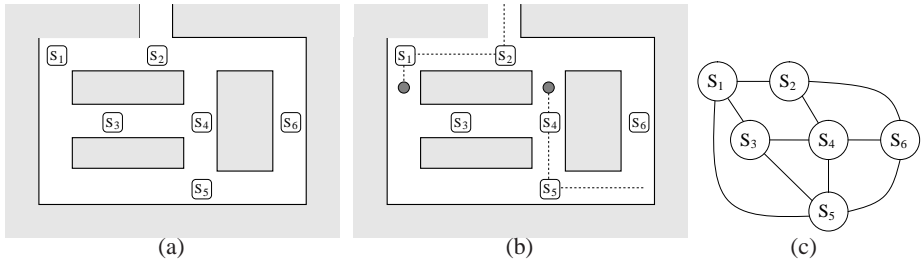 s1 s2
s3 s4 s6
s5
(a)
s1 s2
s3 s4 s6
s5
(b)
S1 S2
S3 S4 S6
S5
(c)